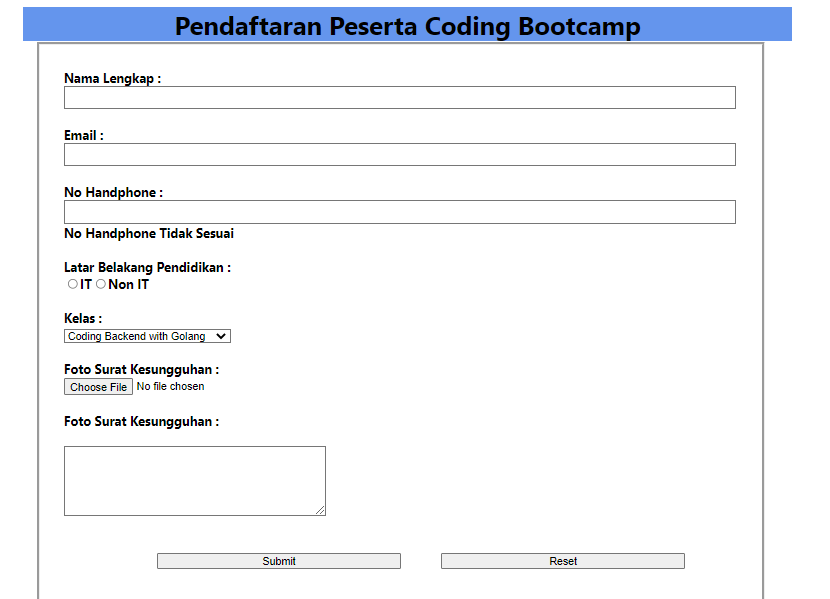 Pendaftaran Peserta Coding Bootcamp
Nama Lengkap :
Email :
No Handphone :
No Handphone Tidak Sesuai
Latar Belakang Pendidikan :
IT Non IT
Kelas :
Coding Backend with Golang
Foto Surat Kesungguhan :
Choose File No file chosen
Foto Surat Kesungguhan :
Submit Reset